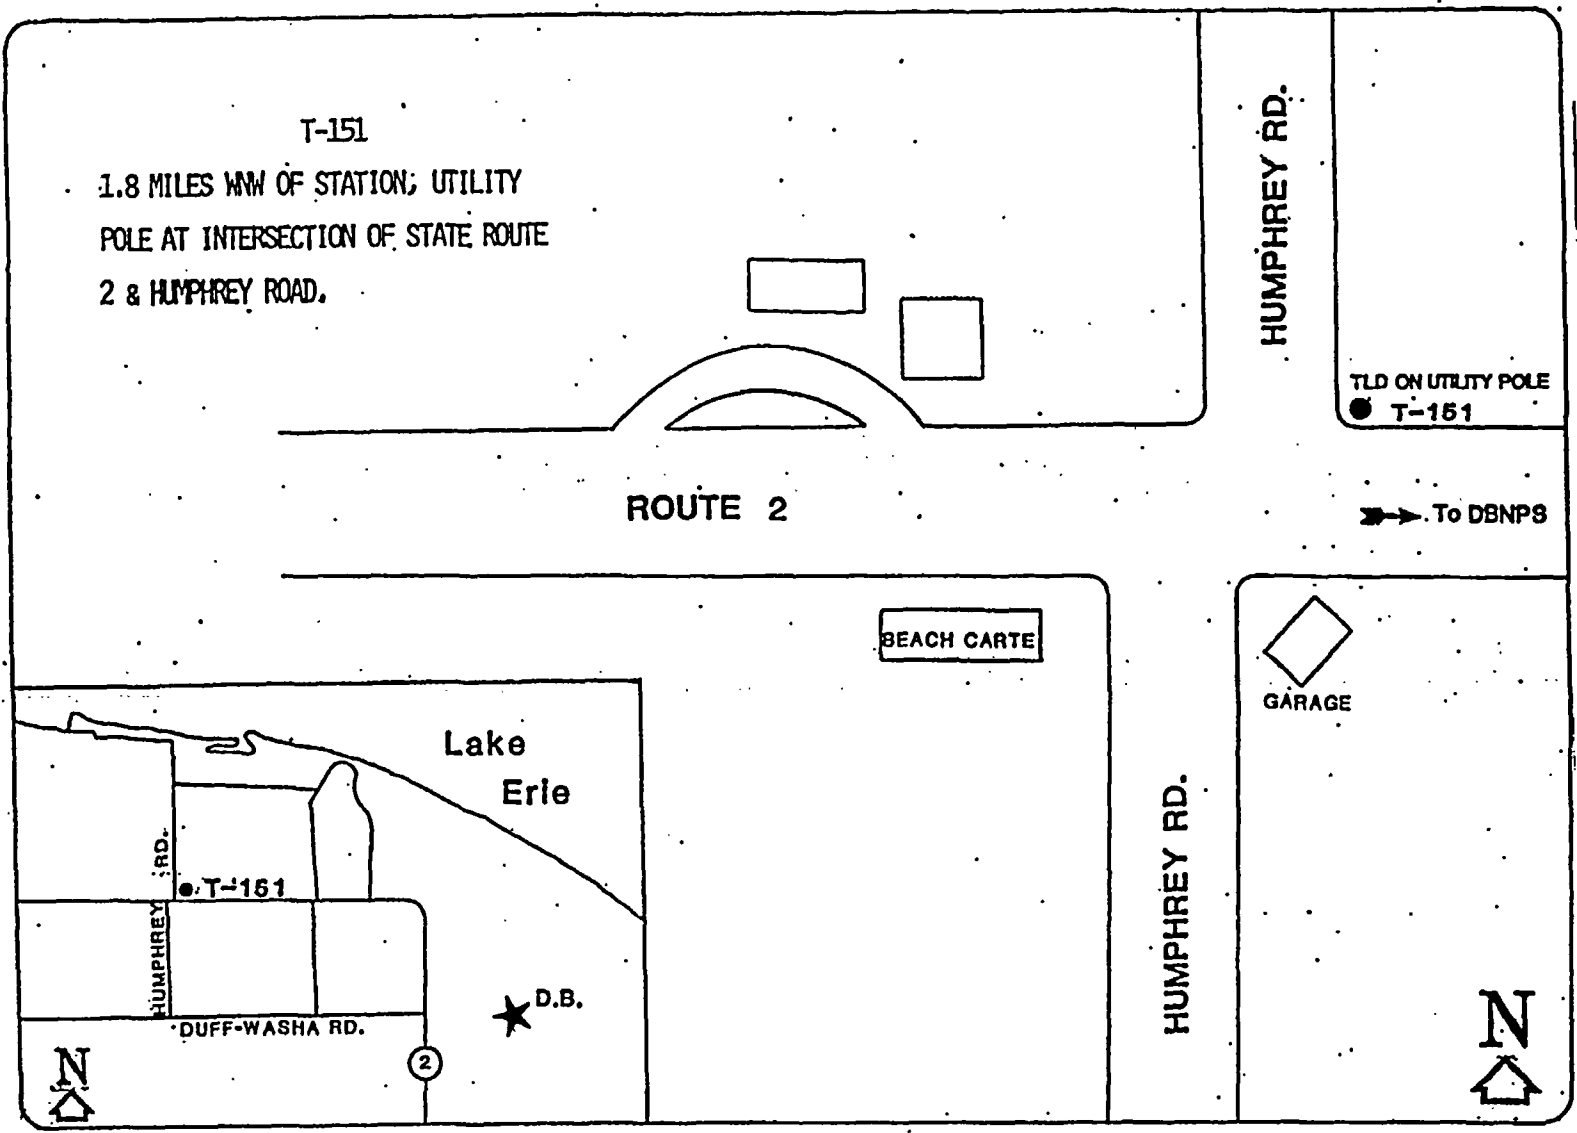 T-151
1.8 MILES WNW OF STATION; UTILITY
POLE AT INTERSECTION OF STATE ROUTE
2 & HUMPHREY ROAD.
HUMPHREY RD.
TLD ON UTILITY POLE
T-151
ROUTE 2
To DBNPS
BEACH CARTE
GARAGE
Lake
Erie
HUMPHREY RD.
T-151
D.B.
DUFF-WASHA RD.
2
N
HUMPHREY RD.
N